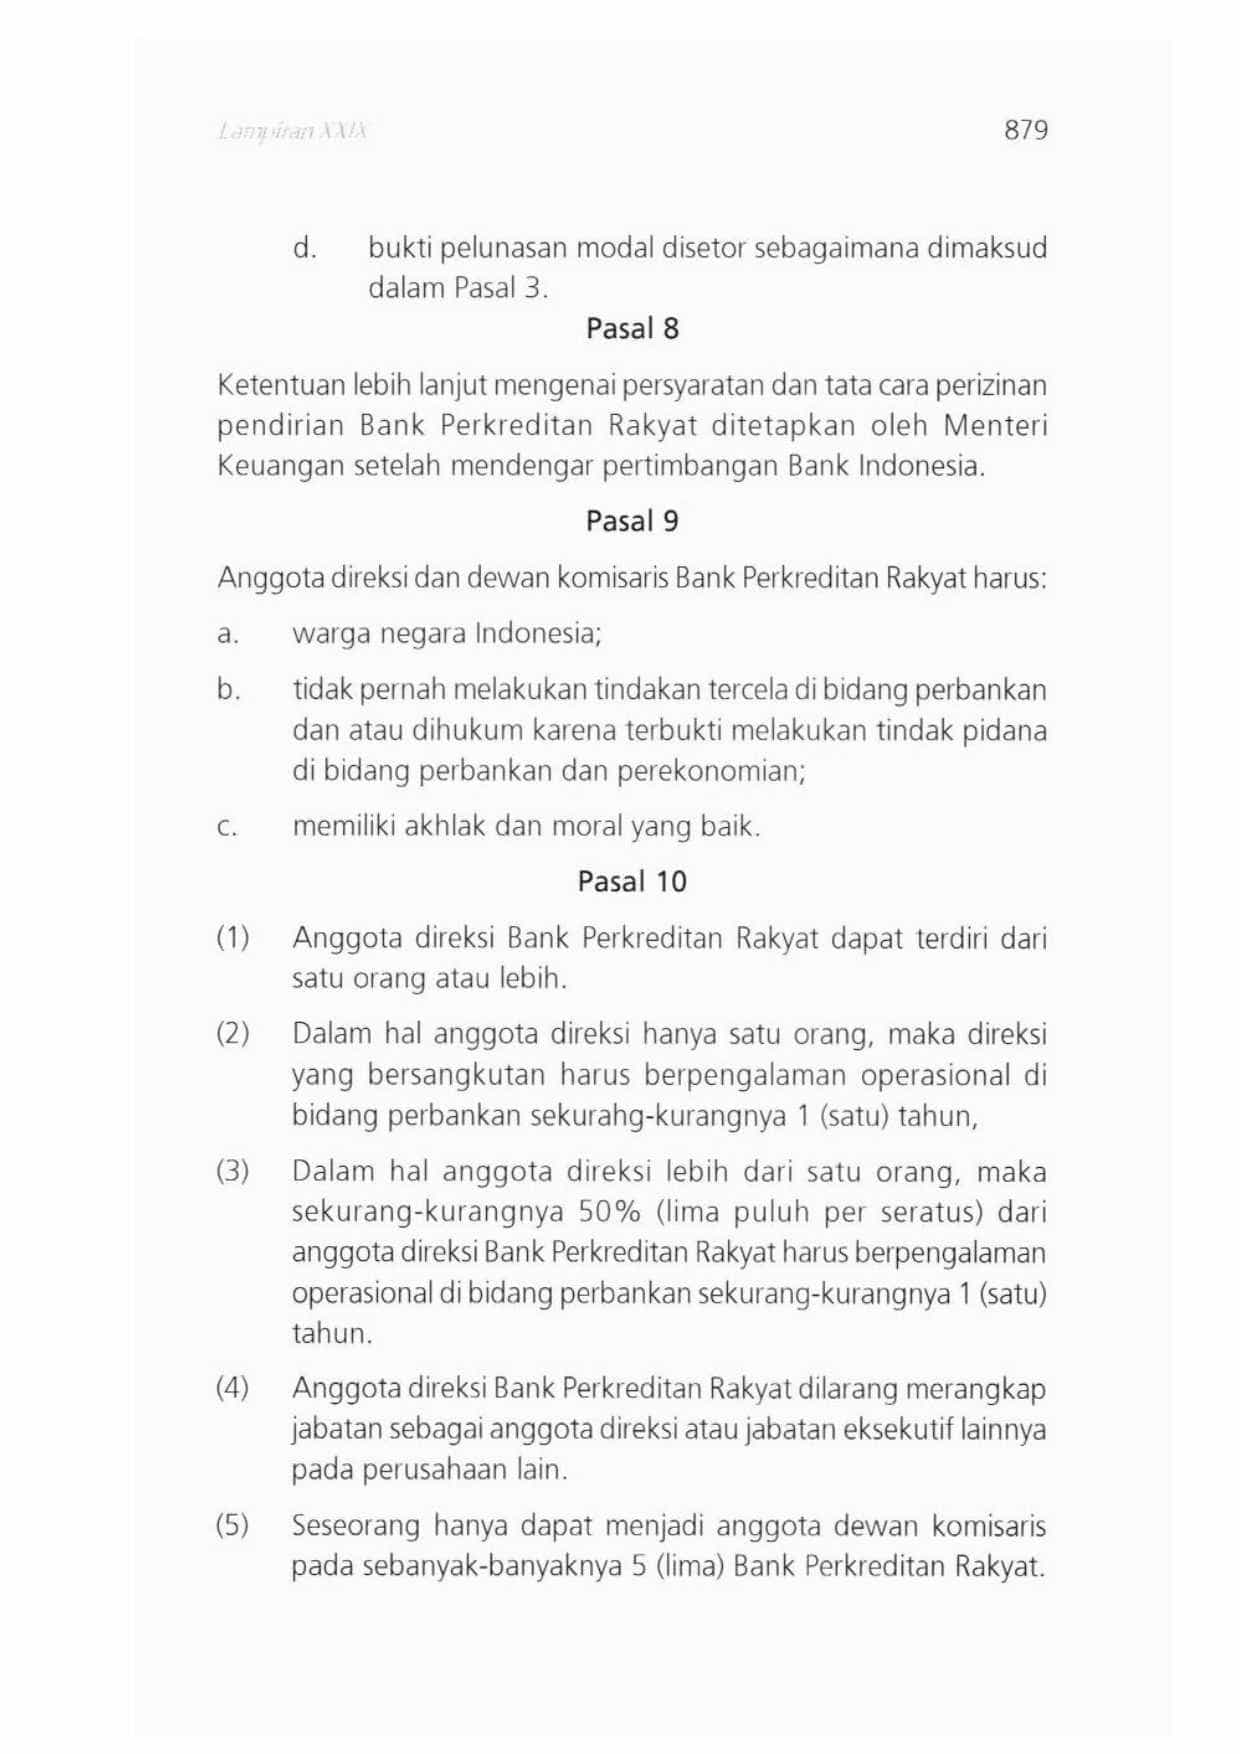 Lampiran XXIX 879
d. bukti pelunasan modal disetor sebagaimana dimaksud
dalam Pasal 3.
Pasal 8
Ketentuan lebih lanjut mengenai persyaratan dan tata cara perizinan
pendirian Bank Perkreditan Rakyat ditetapkan oleh Menteri
Keuangan setelah mendengar pertimbangan Bank Indonesia.
Pasal 9
Anggota direksi dan dewan komisaris Bank Perkreditan Rakyat harus:
a. warga negara Indonesia;
b. tidak pernah melakukan tindakan tercela di bidang perbankan
dan atau dihukum karena terbukti melakukan tindak pidana
di bidang perbankan dan perekonomian;
c. memiliki akhlak dan moral yang baik.
Pasal 10
(1) Anggota direksi Bank Perkreditan Rakyat dapat terdiri dari
satu orang atau lebih.
(2) Dalam hal anggota direksi hanya satu orang, maka direksi
yang bersangkutan harus berpengalaman operasional di
bidang perbankan sekurahg-kurangnya 1 (satu) tahun,
(3) Dalam hal anggota direksi lebih dari satu orang, maka
sekurang-kurangnya 50% (lima puluh per seratus) dari
anggota direksi Bank Perkreditan Rakyat harus berpengalaman
operasional di bidang perbankan sekurang-kurangnya 1 (satu)
tahun.
(4) Anggota direksi Bank Perkreditan Rakyat dilarang merangkap
jabatan sebagai anggota direksi atau jabatan eksekutif lainnya
pada perusahaan lain.
(5) Seseorang hanya dapat menjadi anggota dewan komisaris
pada sebanyak-banyaknya 5 (lima) Bank Perkreditan Rakyat.